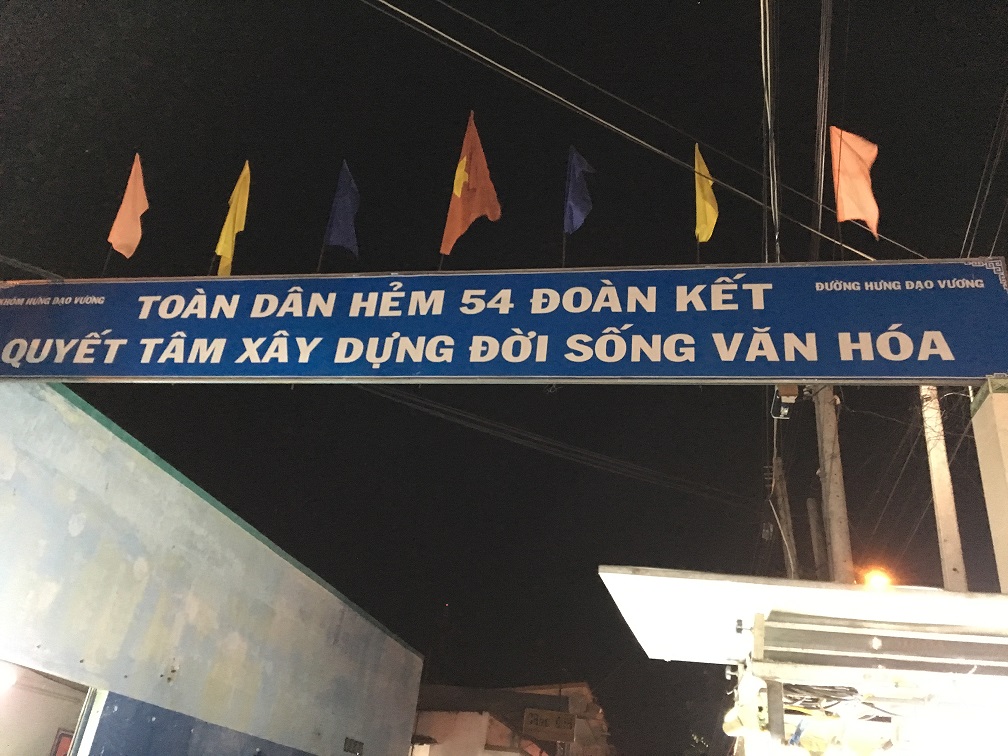 KHÓM HƯNG ĐẠO VƯƠNG
ĐƯỜNG HƯNG ĐẠO VƯƠNG
TOÀN DÂN HẺM 54 ĐOÀN KẾT
QUYẾT TÂM XÂY DỰNG ĐỜI SỐNG VĂN HÓA